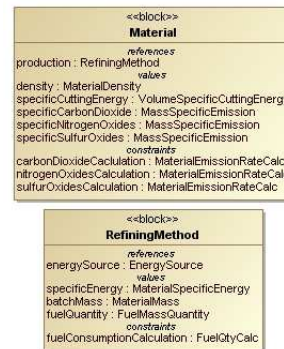 <<block>>
Material
references
production : RefiningMethod
values
density : MaterialDensity
specificCuttingEnergy : VolumeSpecificCuttingEnerg
specificCarbonDioxide : MassSpecificEmission
specificNitrogenOxides : MassSpecificEmission
specificSulfurOxides : MassSpecificEmission
constraints
carbonDioxideCaclulation : MaterialEmissionRateCalc
nitrogenOxidesCalculation : MaterialEmissionRateCalc
sulfurOxidesCalculation : MaterialEmissionRateCalc
<<block>>
RefiningMethod
references
energySource : EnergySource
values
specificEnergy : MaterialSpecificEnergy
batchMass : MaterialMass
fuelQuantity : FuelMassQuantity
constraints
fuelConsumptionCalculation : FuelQtyCalc